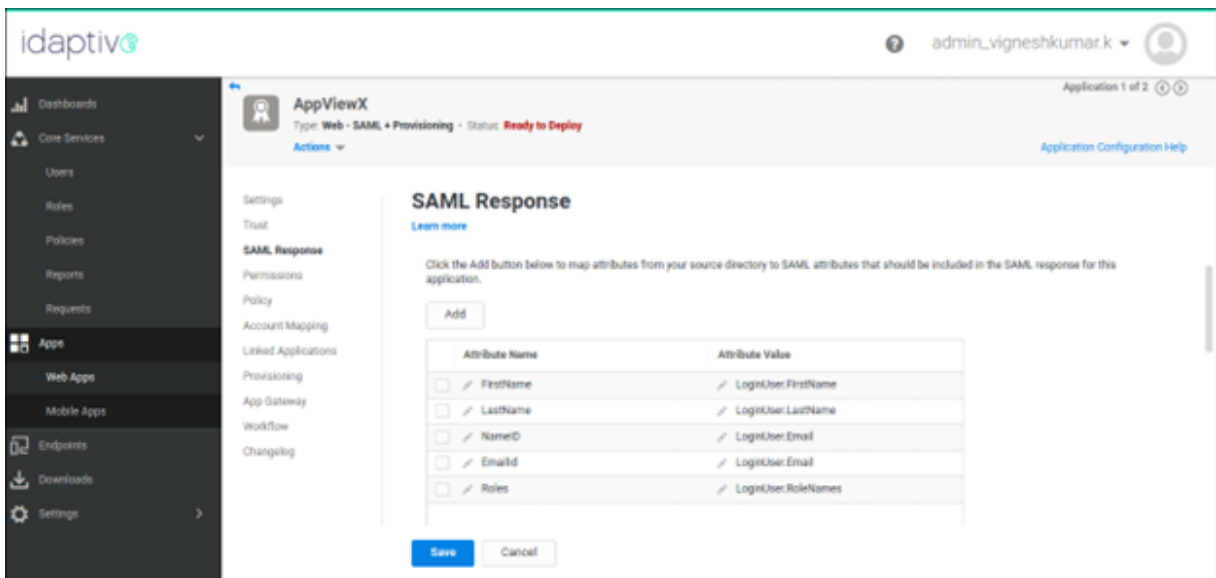 idaptive
admin_vigneshkumar.k
Dashboards
Core Services
Users
Roles
Policies
Reports
Requests
Apps
Web Apps
Mobile Apps
Endpoints
Downloads
Settings
Application 1 of 2
AppViewX
Type: Web - SAML + Provisioning - Status: Ready to Deploy
Actions
Application Configuration Help
Settings
Trust
SAML Response
Permissions
Policy
Account Mapping
Linked Applications
Provisioning
App Gateway
Workflow
Changelog
SAML Response
Learn more
Click the Add button below to map attributes from your source directory to SAML attributes that should be included in the SAML response for this
application.
Add
Attribute Name Attribute Value
FirstName LoginUser.FirstName
LastName LoginUser.LastName
NameID LoginUser.Email
EmailId LoginUser.Email
Roles LoginUser.RoleNames
Save Cancel